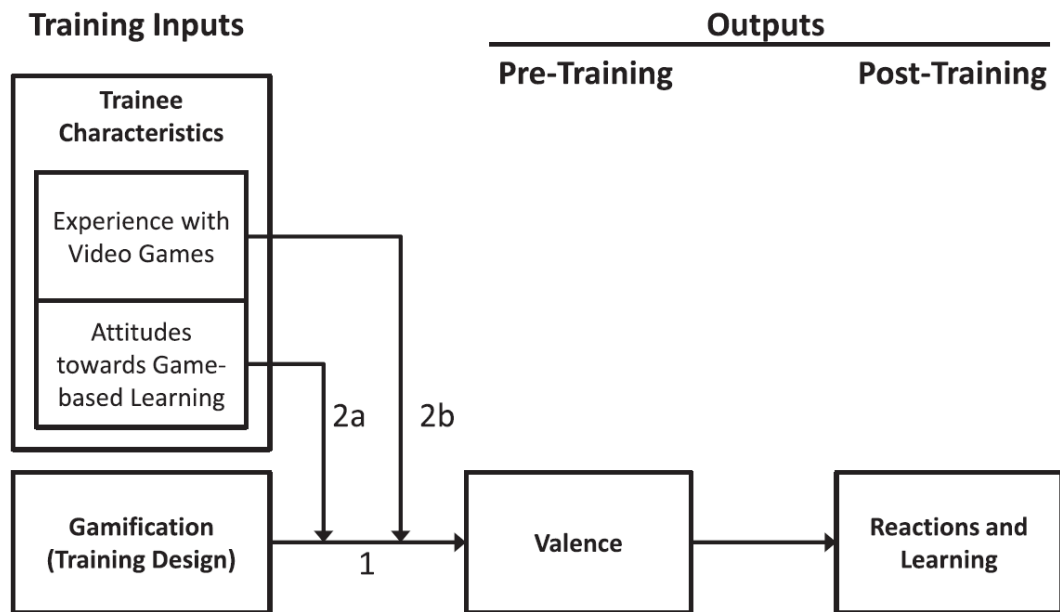 Training Inputs
Outputs
Pre-Training
Post-Training
Trainee
Characteristics
Experience with
Video Games
Attitudes
towards Game-
based Learning
2a
2b
Gamification
(Training Design)
1
Valence
Reactions and
Learning